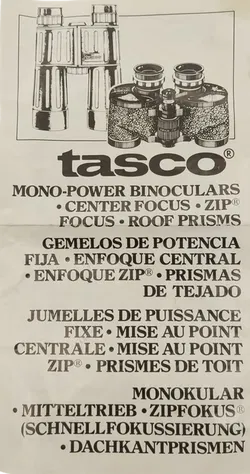 tasco®
MONO-POWER BINOCULARS
• CENTER FOCUS • ZIP®
FOCUS • ROOF PRISMS
GEMELOS DE POTENCIA
FIJA • ENFOQUE CENTRAL
• ENFOQUE ZIP® • PRISMAS
DE TEJADO
JUMELLES DE PUISSANCE
FIXE • MISE AU POINT
CENTRALE • MISE AU POINT
ZIP® • PRISMES DE TOIT
MONOKULAR
• MITTELTRIEB • ZIPFOKUS®
(SCHNELLFOKUSSIERUNG)
• DACHKANTPRISMEN